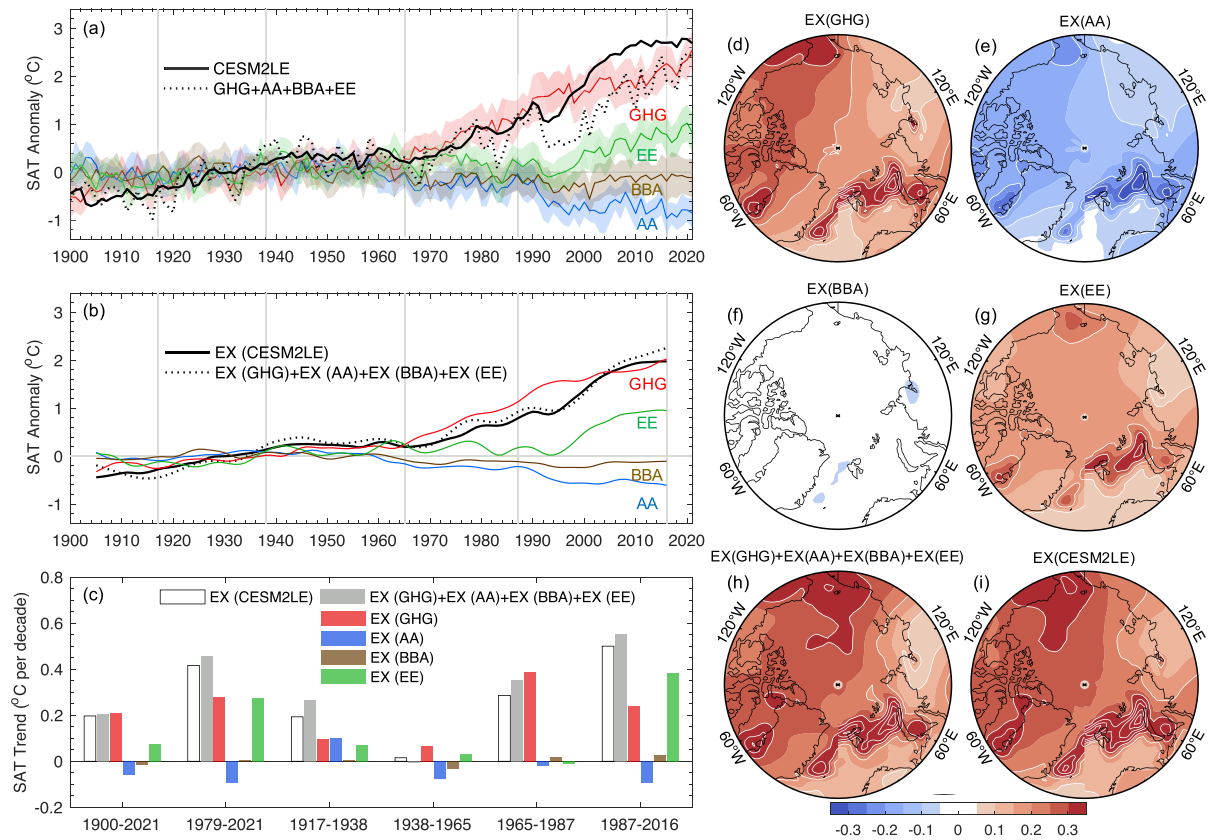 (a)
SAT Anomaly (°C)
3
2
1
0
-1
CESM2LE
GHG+AA+BBA+EE
GHG
EE
BBA
AA
1900 1910 1920 1930 1940 1950 1960 1970 1980 1990 2000 2010 2020
(b)
SAT Anomaly (°C)
3
2
1
0
-1
EX (CESM2LE)
EX (GHG)+EX (AA)+EX (BBA)+EX (EE)
GHG
EE
BBA
AA
1900 1910 1920 1930 1940 1950 1960 1970 1980 1990 2000 2010 2020
(c)
SAT Trend (°C per decade)
0.8
0.6
0.4
0.2
0
-0.2
EX (CESM2LE)
EX (GHG)+EX (AA)+EX (BBA)+EX (EE)
EX (GHG)
EX (AA)
EX (BBA)
EX (EE)
1900-2021 1979-2021 1917-1938 1938-1965 1965-1987 1987-2016
(d) EX(GHG)
120°W
120°E
60°W
60°E
(e) EX(AA)
120°W
120°E
60°W
60°E
(f) EX(BBA)
120°W
120°E
60°W
60°E
(g) EX(EE)
120°W
120°E
60°W
60°E
EX(GHG)+EX(AA)+EX(BBA)+EX(EE)
(h)
120°W
120°E
60°W
60°E
EX(CESM2LE)
(i)
120°W
120°E
60°W
60°E
-0.3 -0.2 -0.1 0 0.1 0.2 0.3